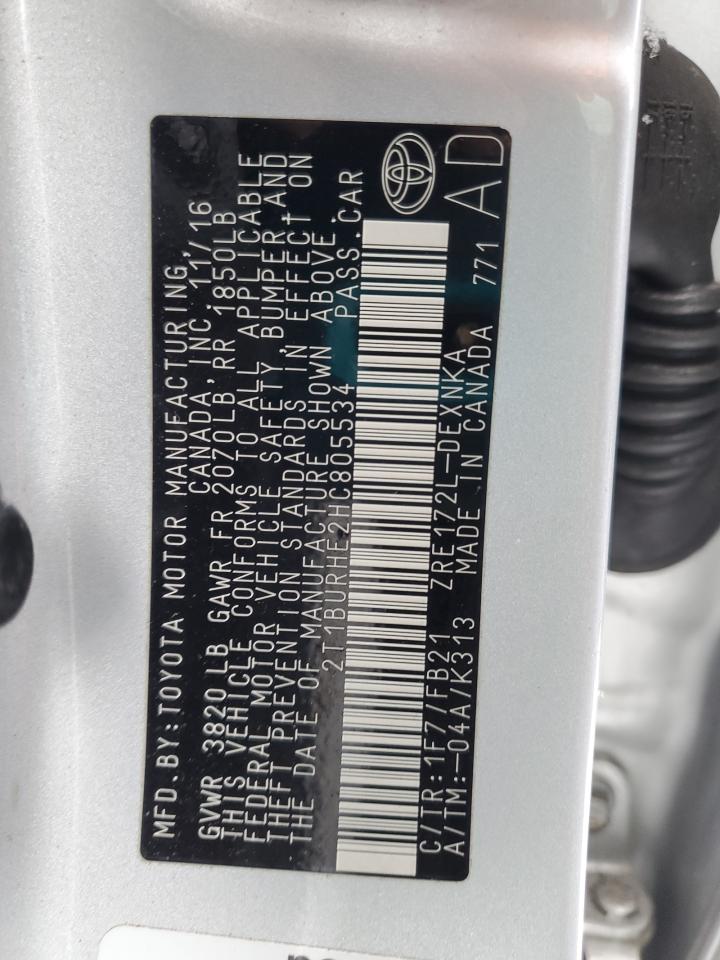 MFD.BY:TOYOTA MOTOR MANUFACTURING,
CANADA, INC. 11/16
GVWR 3820 LB GAWR FR 2070LB, RR 1850LB
THIS VEHICLE CONFORMS TO ALL APPLICABLE
FEDERAL MOTOR VEHICLE SAFETY, BUMPER, AND
THEFT PREVENTION STANDARDS IN EFFECT ON
THE DATE OF MANUFACTURE SHOWN ABOVE.
2T1BURHE2HC805534 PASS.CAR
C/TR:1F7/FB21 ZRE172L-DEXNKA
A/TM:-04A/K313 MADE IN CANADA 771
AD